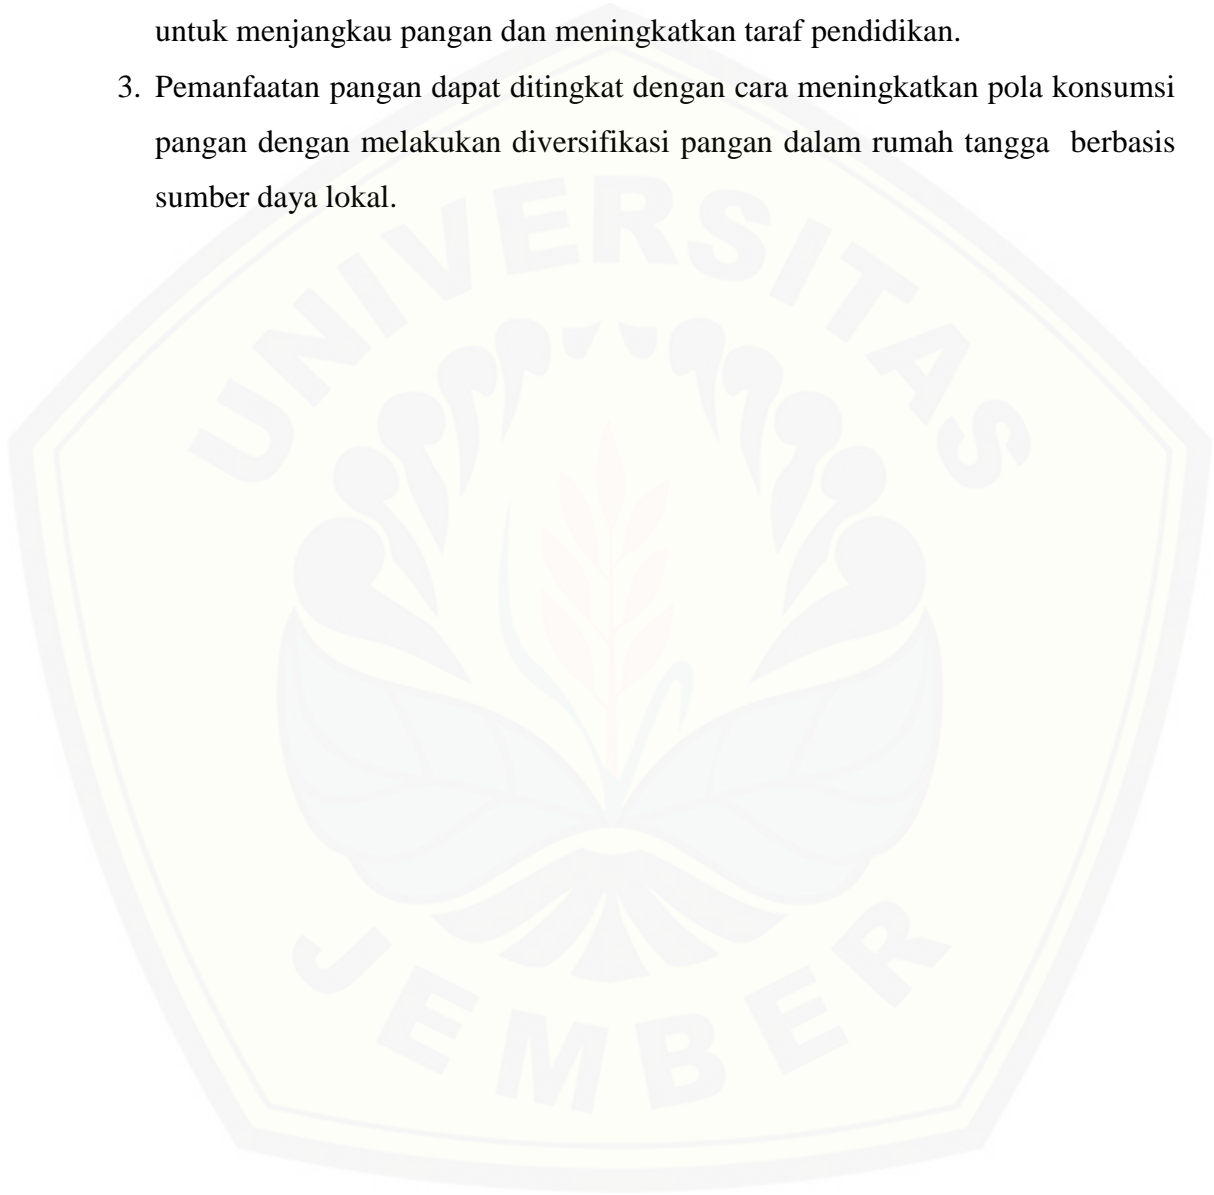 untuk menjangkau pangan dan meningkatkan taraf pendidikan.
3. Pemanfaatan pangan dapat ditingkat dengan cara meningkatkan pola konsumsi
pangan dengan melakukan diversifikasi pangan dalam rumah tangga  berbasis
sumber daya lokal.
UNIVERSITAS
JEMBER